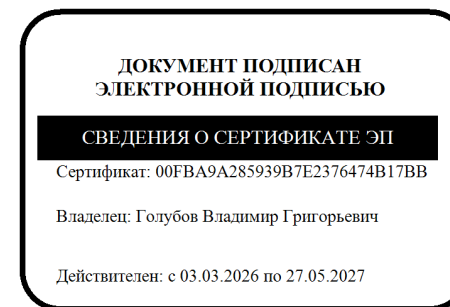 ДОКУМЕНТ ПОДПИСАН
ЭЛЕКТРОННОЙ ПОДПИСЬЮ
СВЕДЕНИЯ О СЕРТИФИКАТЕ ЭП
Сертификат: 00FBA9A285939B7E2376474B17BB
Владелец: Голубов Владимир Григорьевич
Действителен: с 03.03.2026 по 27.05.2027